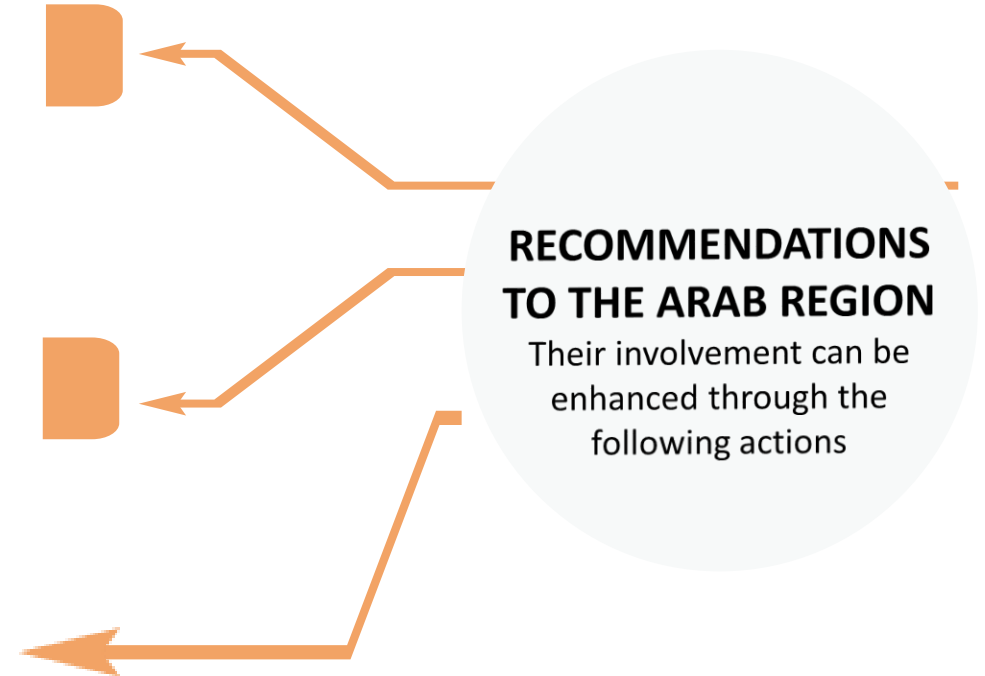 RECOMMENDATIONS
TO THE ARAB REGION
Their involvement can be
enhanced through the
following actions